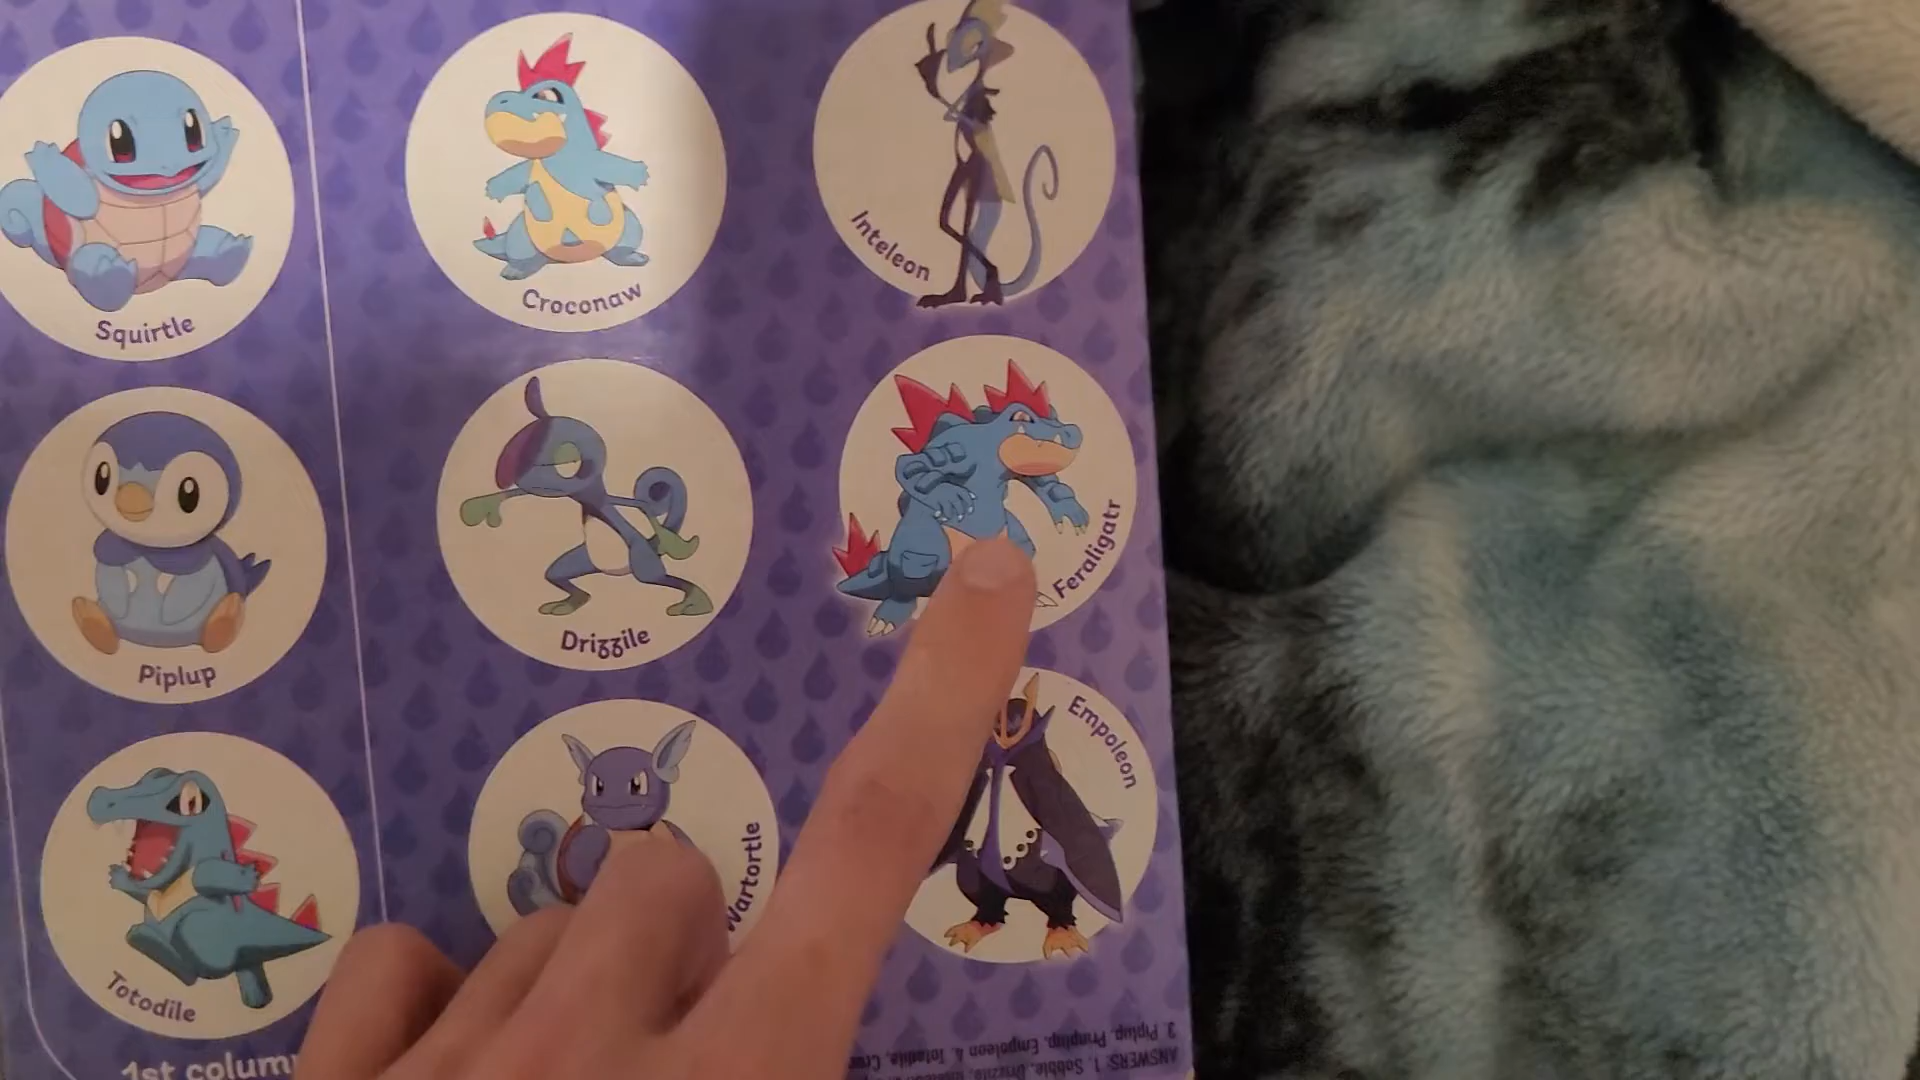 Squirtle
Croconaw
Inteleon
Piplup
Drizzile
Feraligatr
Totodile
Wartortle
Empoleon
1st colum
ANSWERS: 1. Sobble, Drizzile,
3. Piplup, Prinplup, Empoleon 4. Totodile,